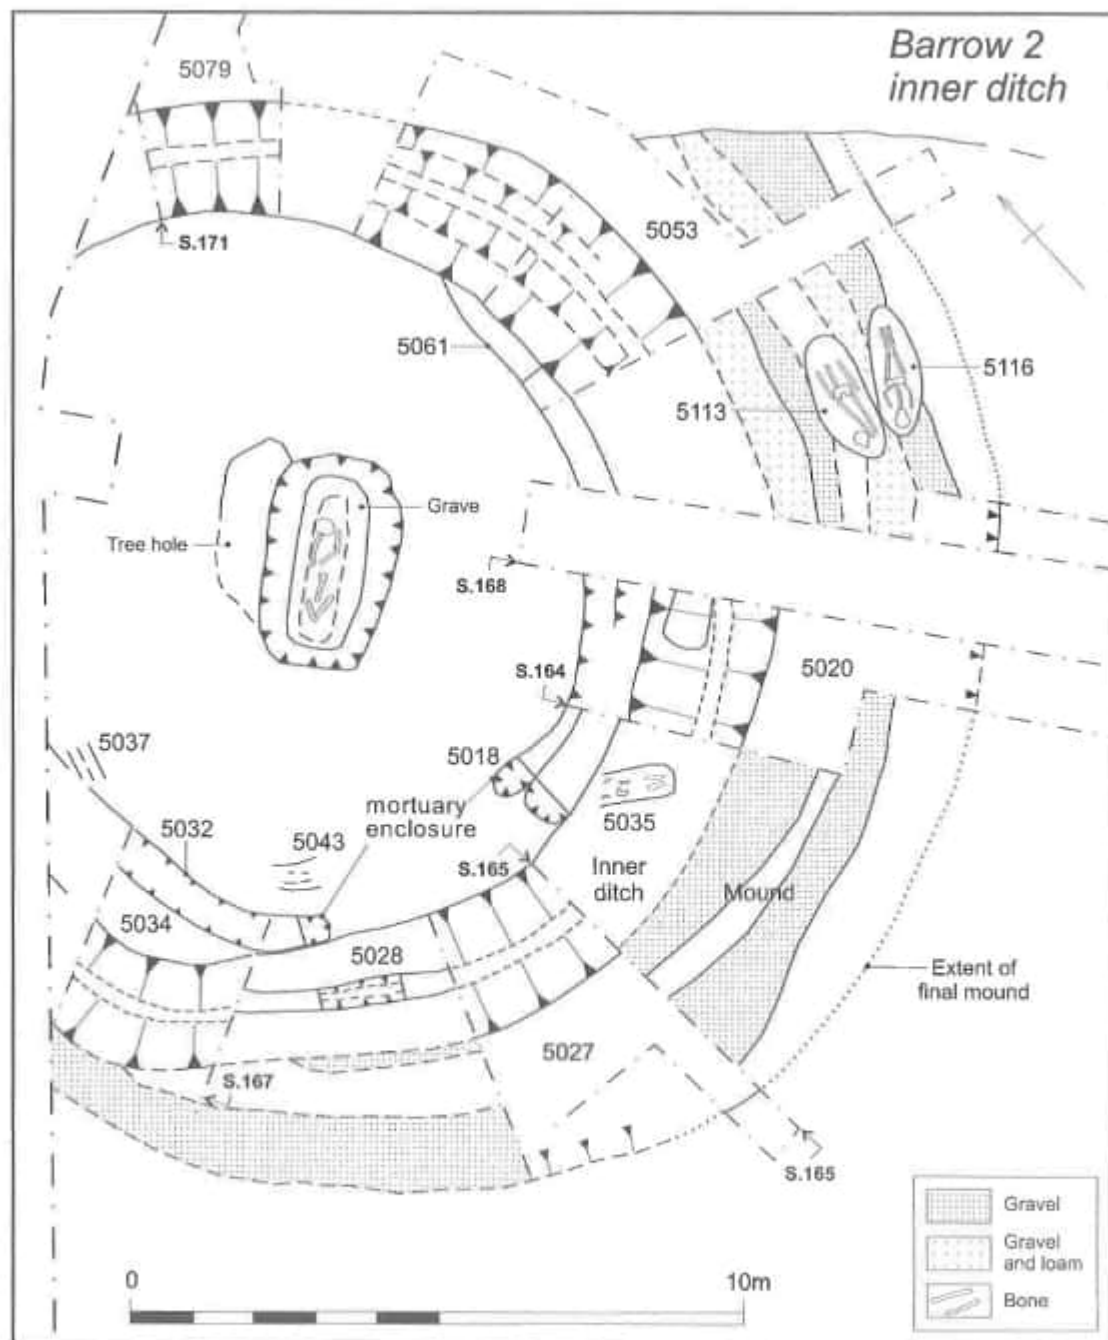 Barrow 2
inner ditch
5079
S.171
5053
5061
5116
5113
Grave
Tree hole
S.168
S.164
5020
5037
5018
mortuary
enclosure
5035
5032
5043
S.165
Inner
ditch
Mound
5034
5028
Extent of
final mound
5027
S.167
S.165
Gravel
Gravel
and loam
Bone
0
10m